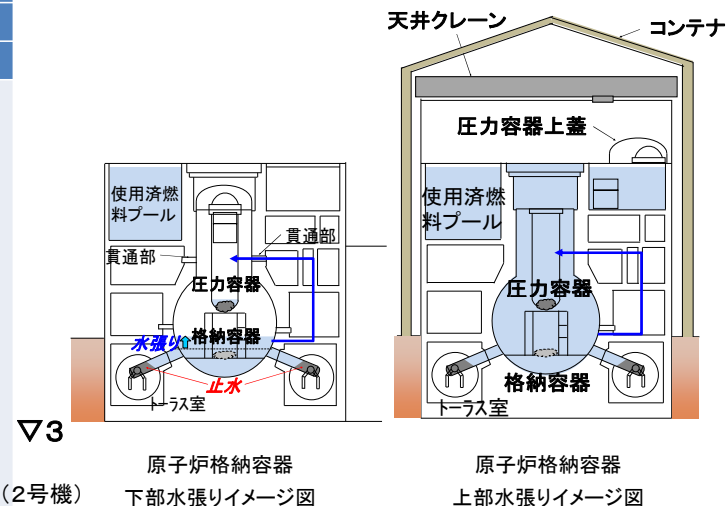 天井クレーン
コンテナ
圧力容器上蓋
使用済燃
料プール
貫通部
貫通部
圧力容器
水張り
格納容器
止水
トーラス室
使用済燃
料プール
圧力容器
格納容器
トーラス室
▽3
(2号機)
原子炉格納容器
下部水張りイメージ図
原子炉格納容器
上部水張りイメージ図